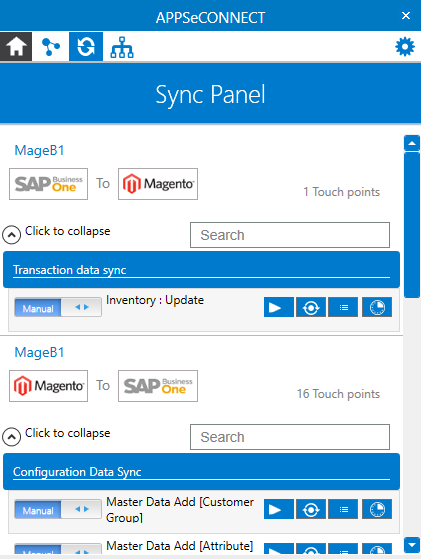 APPSeCONNECT
Sync Panel
MageB1
SAP Business One To Magento
1 Touch points
Click to collapse
Search
Transaction data sync
Manual
Inventory : Update
MageB1
Magento To SAP Business One
16 Touch points
Click to collapse
Search
Configuration Data Sync
Manual
Master Data Add [Customer
Group]
Manual
Master Data Add [Attribute]